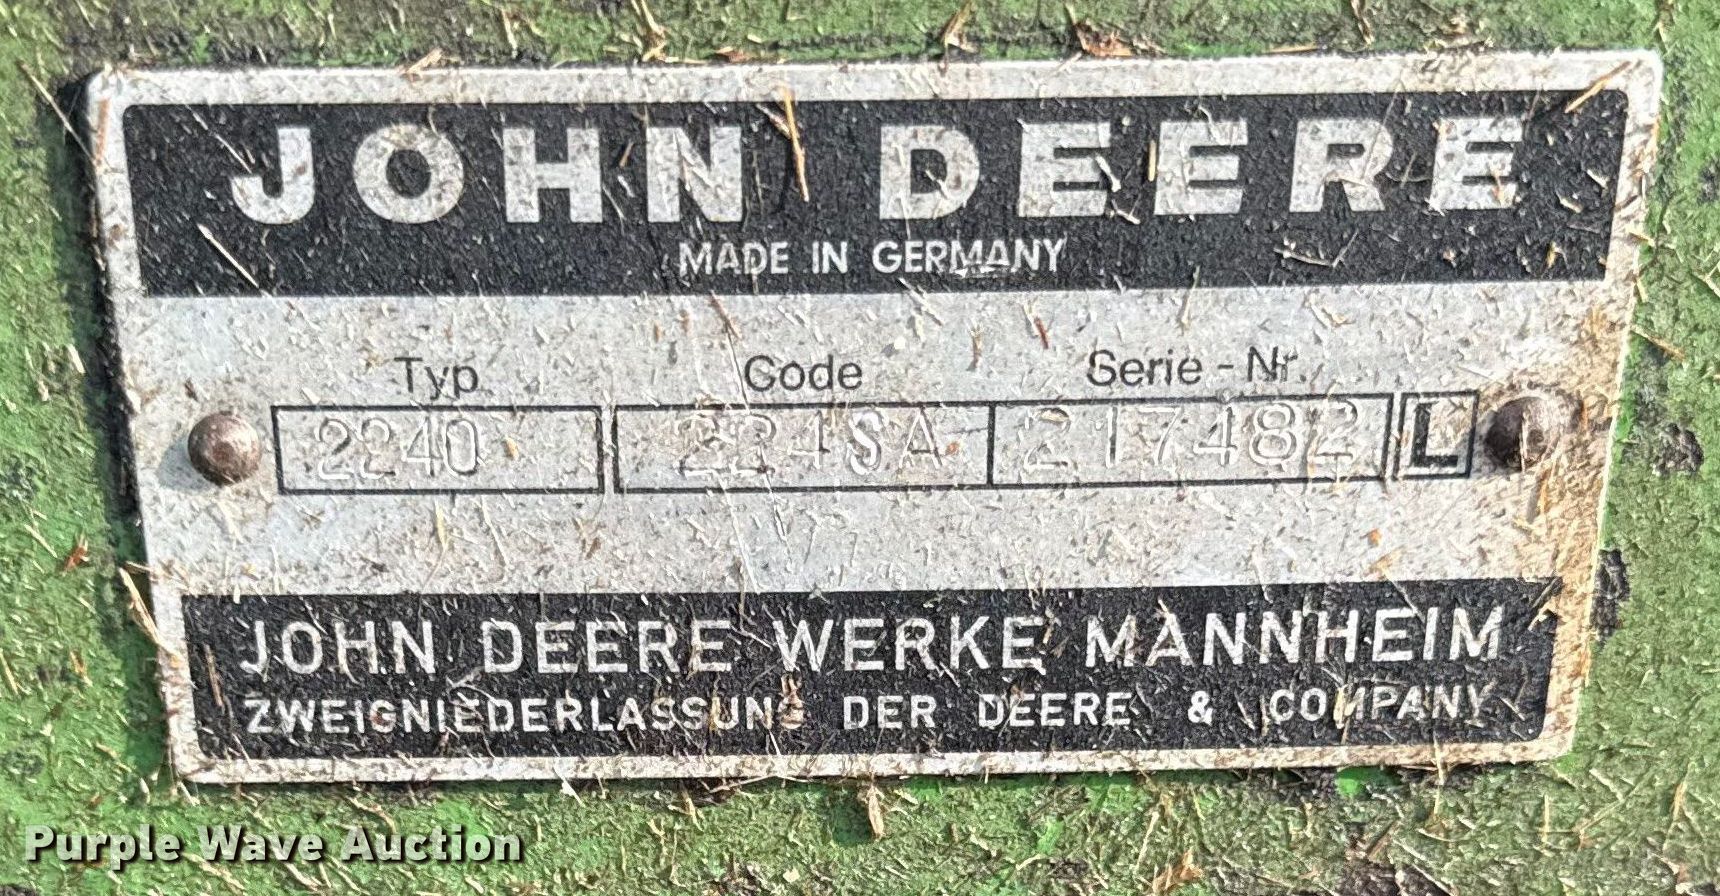 JOHN DEERE
MADE IN GERMANY
Typ Code Serie-Nr.
2240 224SA 217482 L
JOHN DEERE WERKE MANNHEIM
ZWEIGNIEDERLASSUNG DER DEERE & COMPANY
Purple Wave Auction